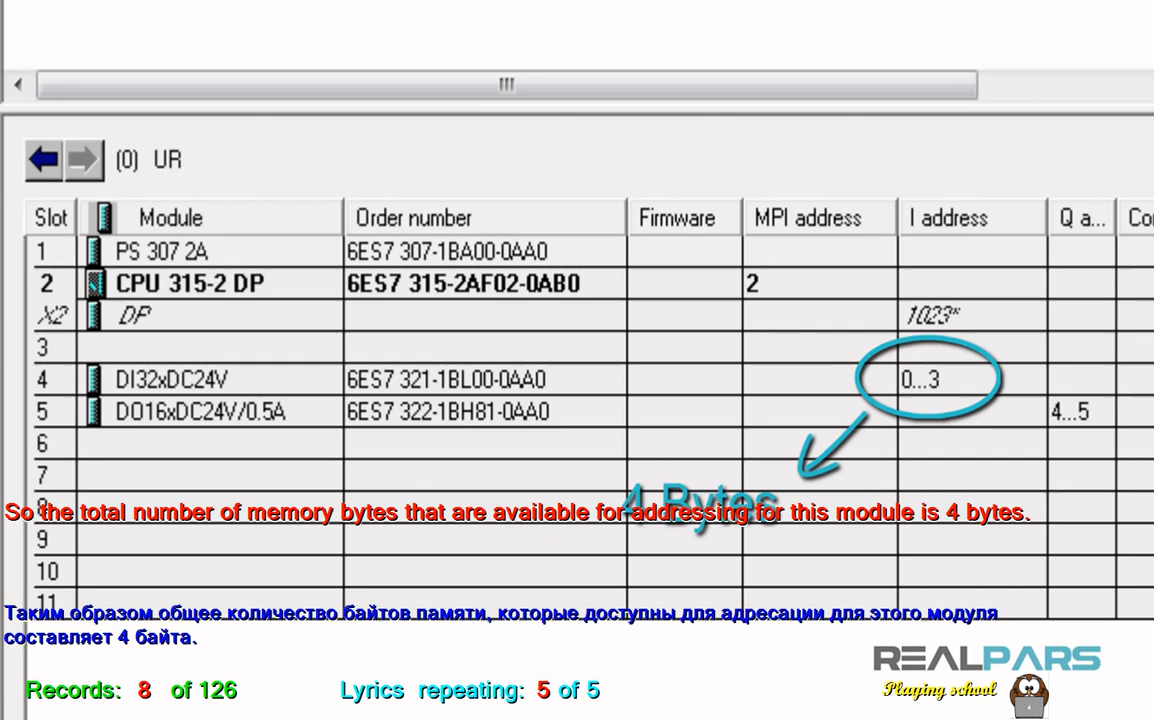 (0) UR
Slot Module Order number Firmware MPI address I address Q a... Co
1 PS 307 2A 6ES7 307-1BA00-0AA0
2 CPU 315-2 DP 6ES7 315-2AF02-0AB0 2
X2 DP 1023*
3
4 DI32xDC24V 6ES7 321-1BL00-0AA0 0...3
5 DO16xDC24V/0.5A 6ES7 322-1BH81-0AA0 4...5
6
7
4 Bytes
8
So the total number of memory bytes that are available for addressing for this module is 4 bytes.
9
10
11
Таким образом общее количество байтов памяти, которые доступны для адресации для этого модуля
составляет 4 байта.
REALPARS
Records: 8 of 126 Lyrics repeating: 5 of 5 Playing school